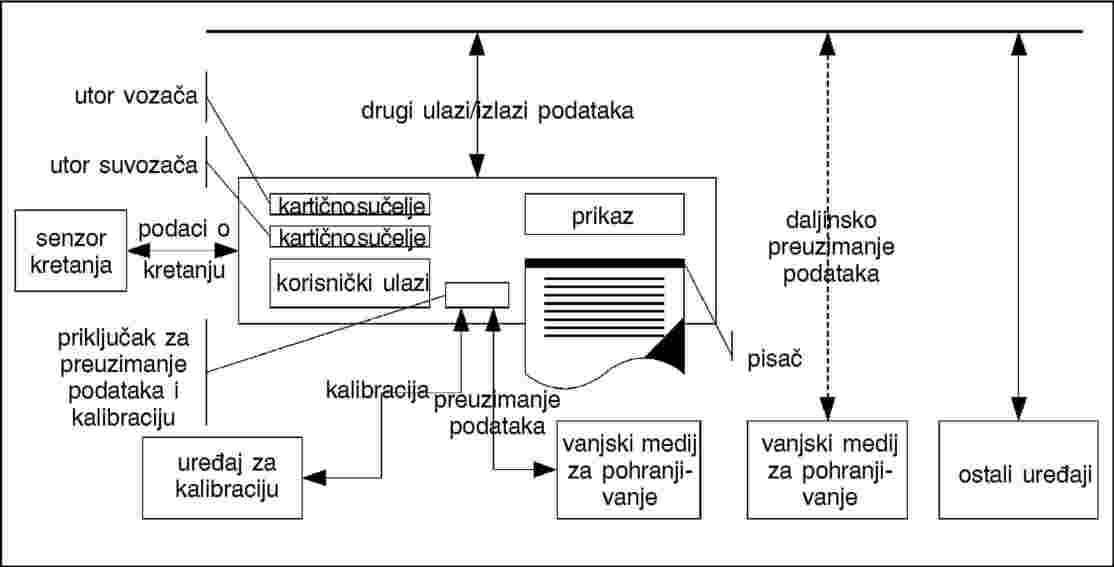 utor vozača
drugi ulazi/izlazi podataka
utor suvozača
kartičnosučelje
kartičnosučelje
prikaz
senzor
kretanja
podaci o
kretanju
korisnički ulazi
daljinsko
preuzimanje
podataka
priključak za
preuzimanje
podataka i
kalibraciju
pisač
kalibracija
preuzimanje
podataka
uređaj za
kalibraciju
vanjski medij
za pohranji-
vanje
vanjski medij
za pohranji-
vanje
ostali uređaji